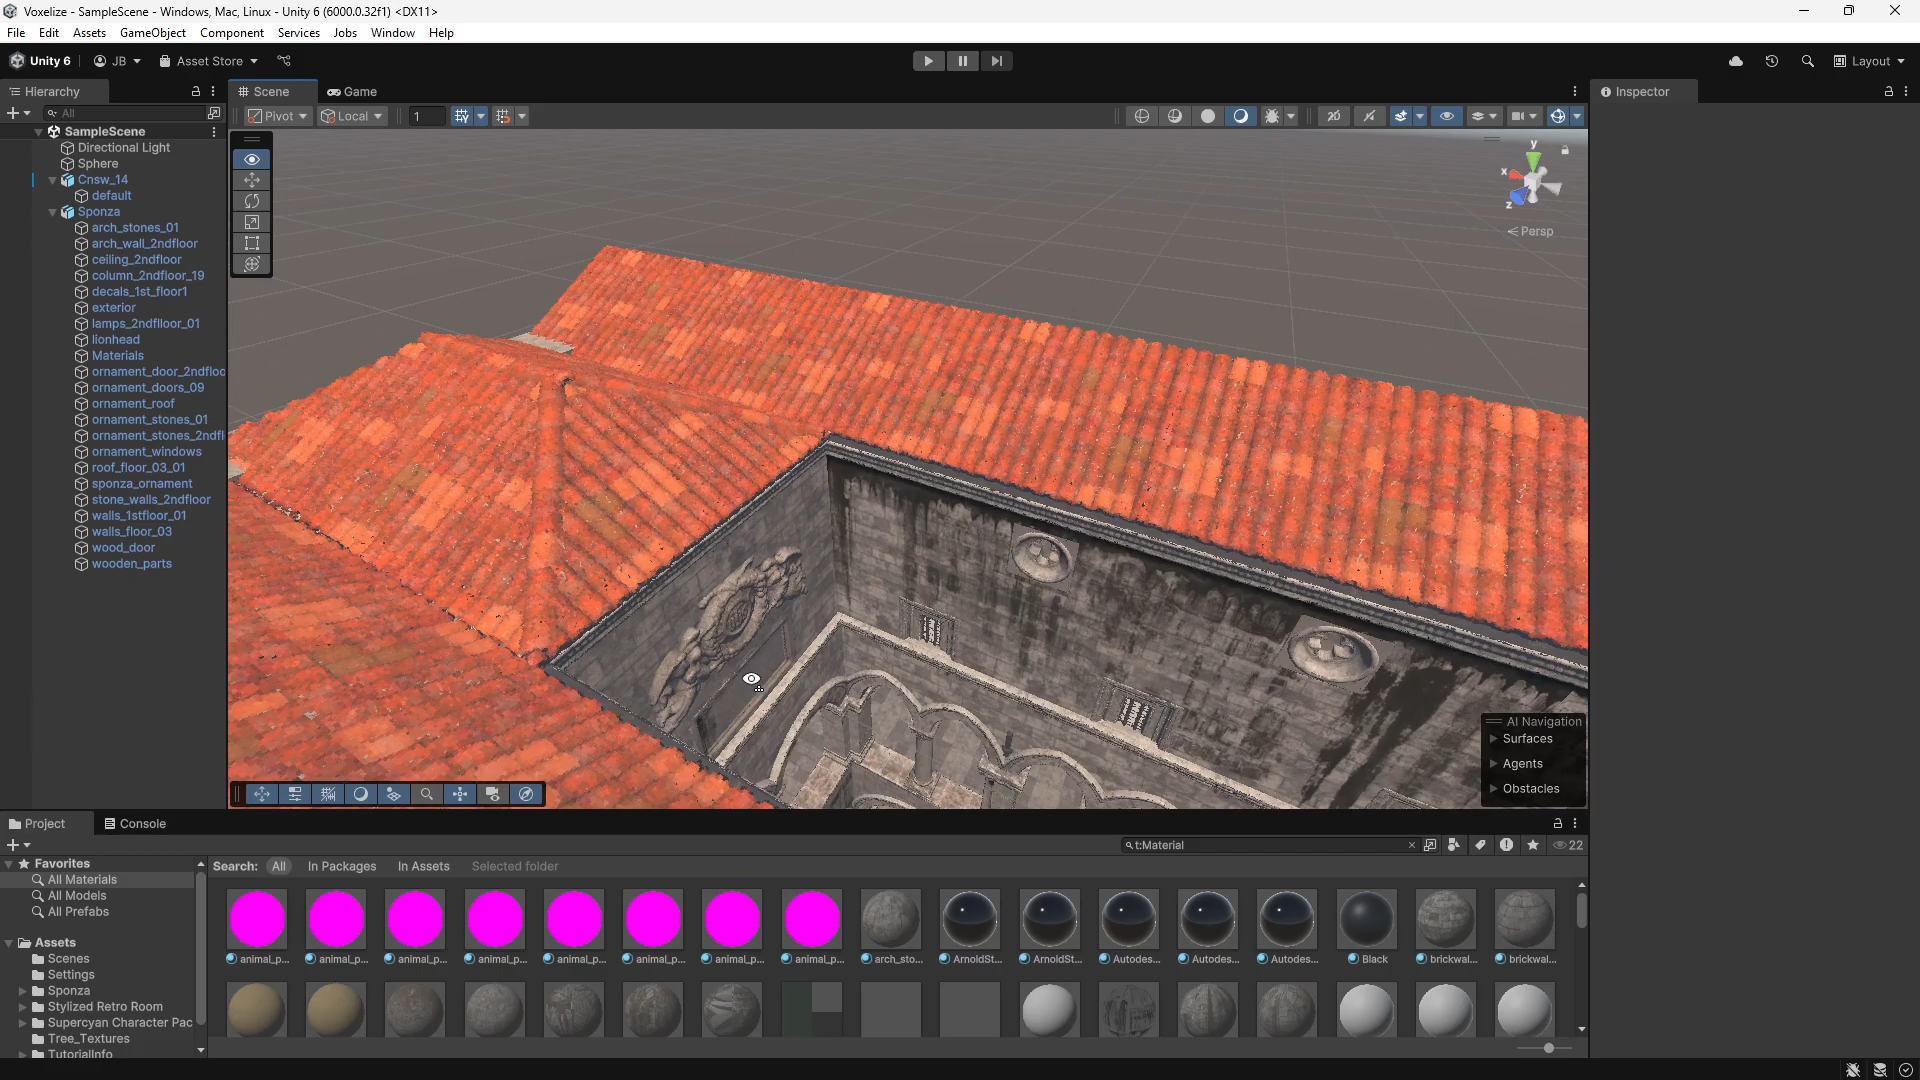 Voxelize - SampleScene - Windows, Mac, Linux - Unity 6 (6000.0.32f1) <DX11>
File Edit Assets GameObject Component Services Jobs Window Help
Unity 6 JB Asset Store Layout
Hierarchy
All
SampleScene
Directional Light
Sphere
Cnsw_14
default
Sponza
arch_stones_01
arch_wall_2ndfloor
ceiling_2ndfloor
column_2ndfloor_19
decals_1st_floor1
exterior
lamps_2ndflloor_01
lionhead
Materials
ornament_door_2ndfloo
ornament_doors_09
ornament_roof
ornament_stones_01
ornament_stones_2ndfl
ornament_windows
roof_floor_03_01
sponza_ornament
stone_walls_2ndfloor
walls_1stfloor_01
walls_floor_03
wood_door
wooden_parts
Scene Game
Pivot Local 1 2D
y
x
z
Persp
AI Navigation
Surfaces
Agents
Obstacles
Inspector
Project Console
t:Material 22
Favorites
All Materials
All Models
All Prefabs
Assets
Scenes
Settings
Sponza
Stylized Retro Room
Supercyan Character Pac
Tree_Textures
TutorialInfo
Search: All In Packages In Assets Selected folder
animal_p... animal_p... animal_p... animal_p... animal_p... animal_p... animal_p... animal_p... arch_sto... ArnoldSt... ArnoldSt... Autodes... Autodes... Autodes... Black brickwal... brickwal...